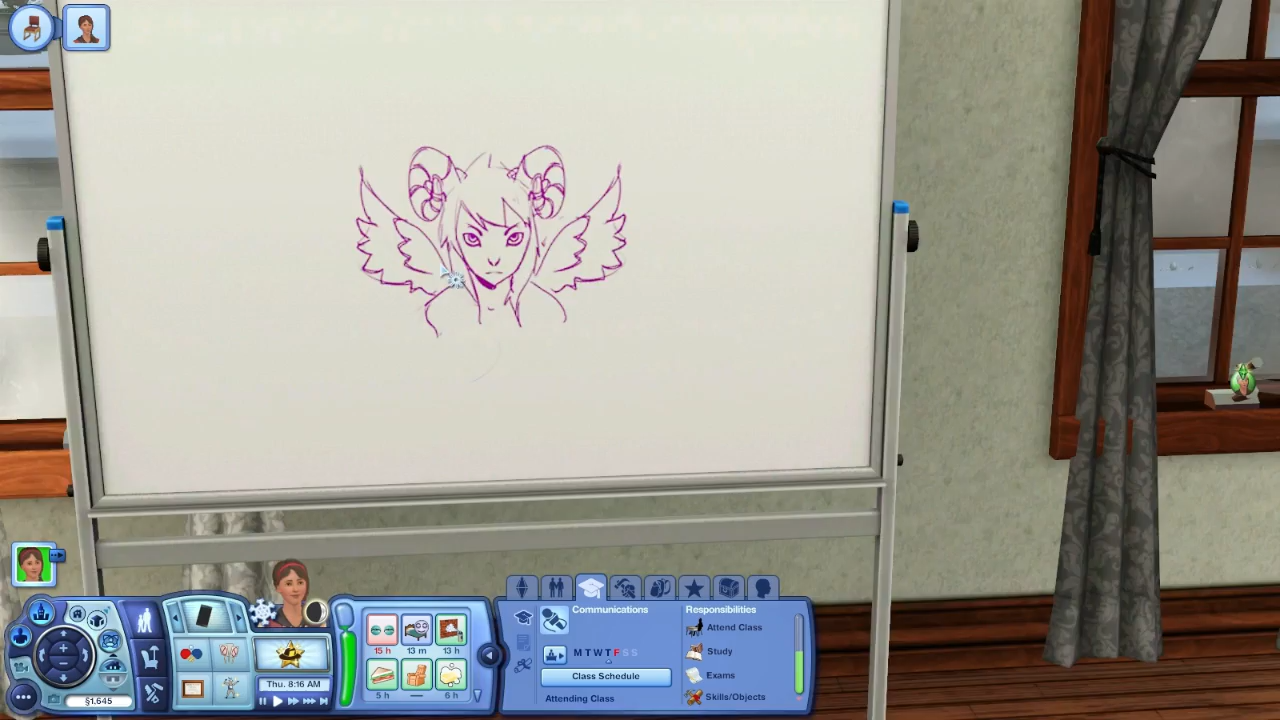 Communications
Responsibilities
Attend Class
M T W T F S S
Study
Class Schedule
Exams
Attending Class
Skills/Objects
15 h
13 m
13 h
5 h
6 h
Thu. 8:16 AM
§1.645